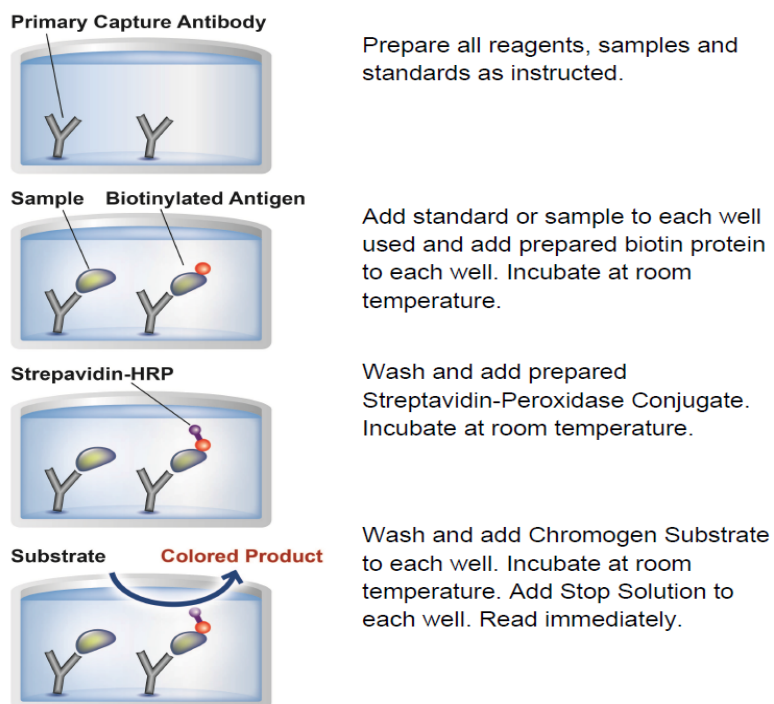 Primary Capture Antibody
Prepare all reagents, samples and
standards as instructed.
Sample Biotinylated Antigen
Add standard or sample to each well
used and add prepared biotin protein
to each well. Incubate at room
temperature.
Strepavidin-HRP
Wash and add prepared
Streptavidin-Peroxidase Conjugate.
Incubate at room temperature.
Substrate Colored Product
Wash and add Chromogen Substrate
to each well. Incubate at room
temperature. Add Stop Solution to
each well. Read immediately.